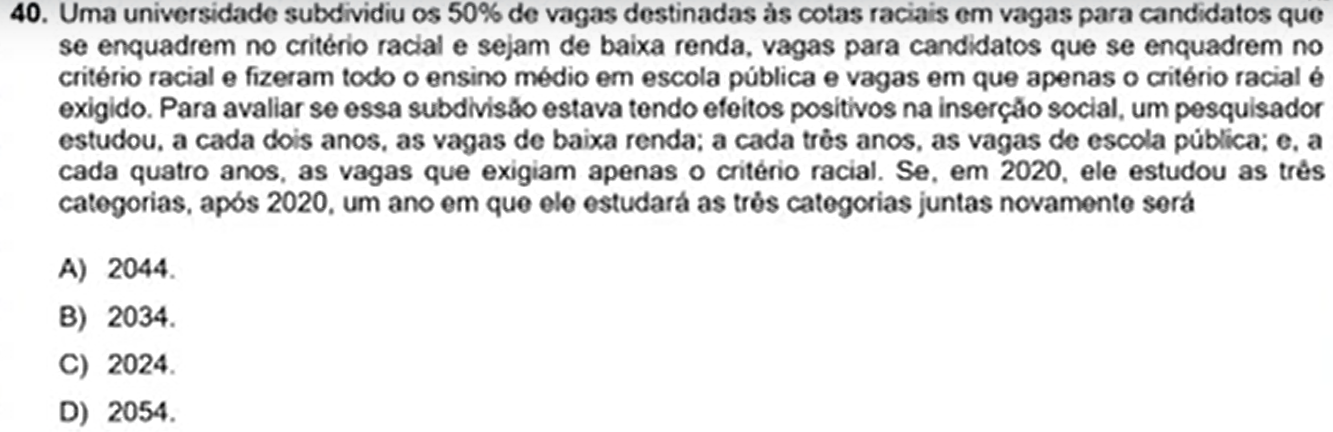 40. Uma universidade subdividiu os 50% de vagas destinadas às cotas raciais em vagas para candidatos que
se enquadrem no critério racial e sejam de baixa renda, vagas para candidatos que se enquadrem no
critério racial e fizeram todo o ensino médio em escola pública e vagas em que apenas o critério racial é
exigido. Para avaliar se essa subdivisão estava tendo efeitos positivos na inserção social, um pesquisador
estudou, a cada dois anos, as vagas de baixa renda; a cada três anos, as vagas de escola pública; e, a
cada quatro anos, as vagas que exigiam apenas o critério racial. Se, em 2020, ele estudou as três
categorias, após 2020, um ano em que ele estudará as três categorias juntas novamente será
A) 2044.
B) 2034.
C) 2024.
D) 2054.